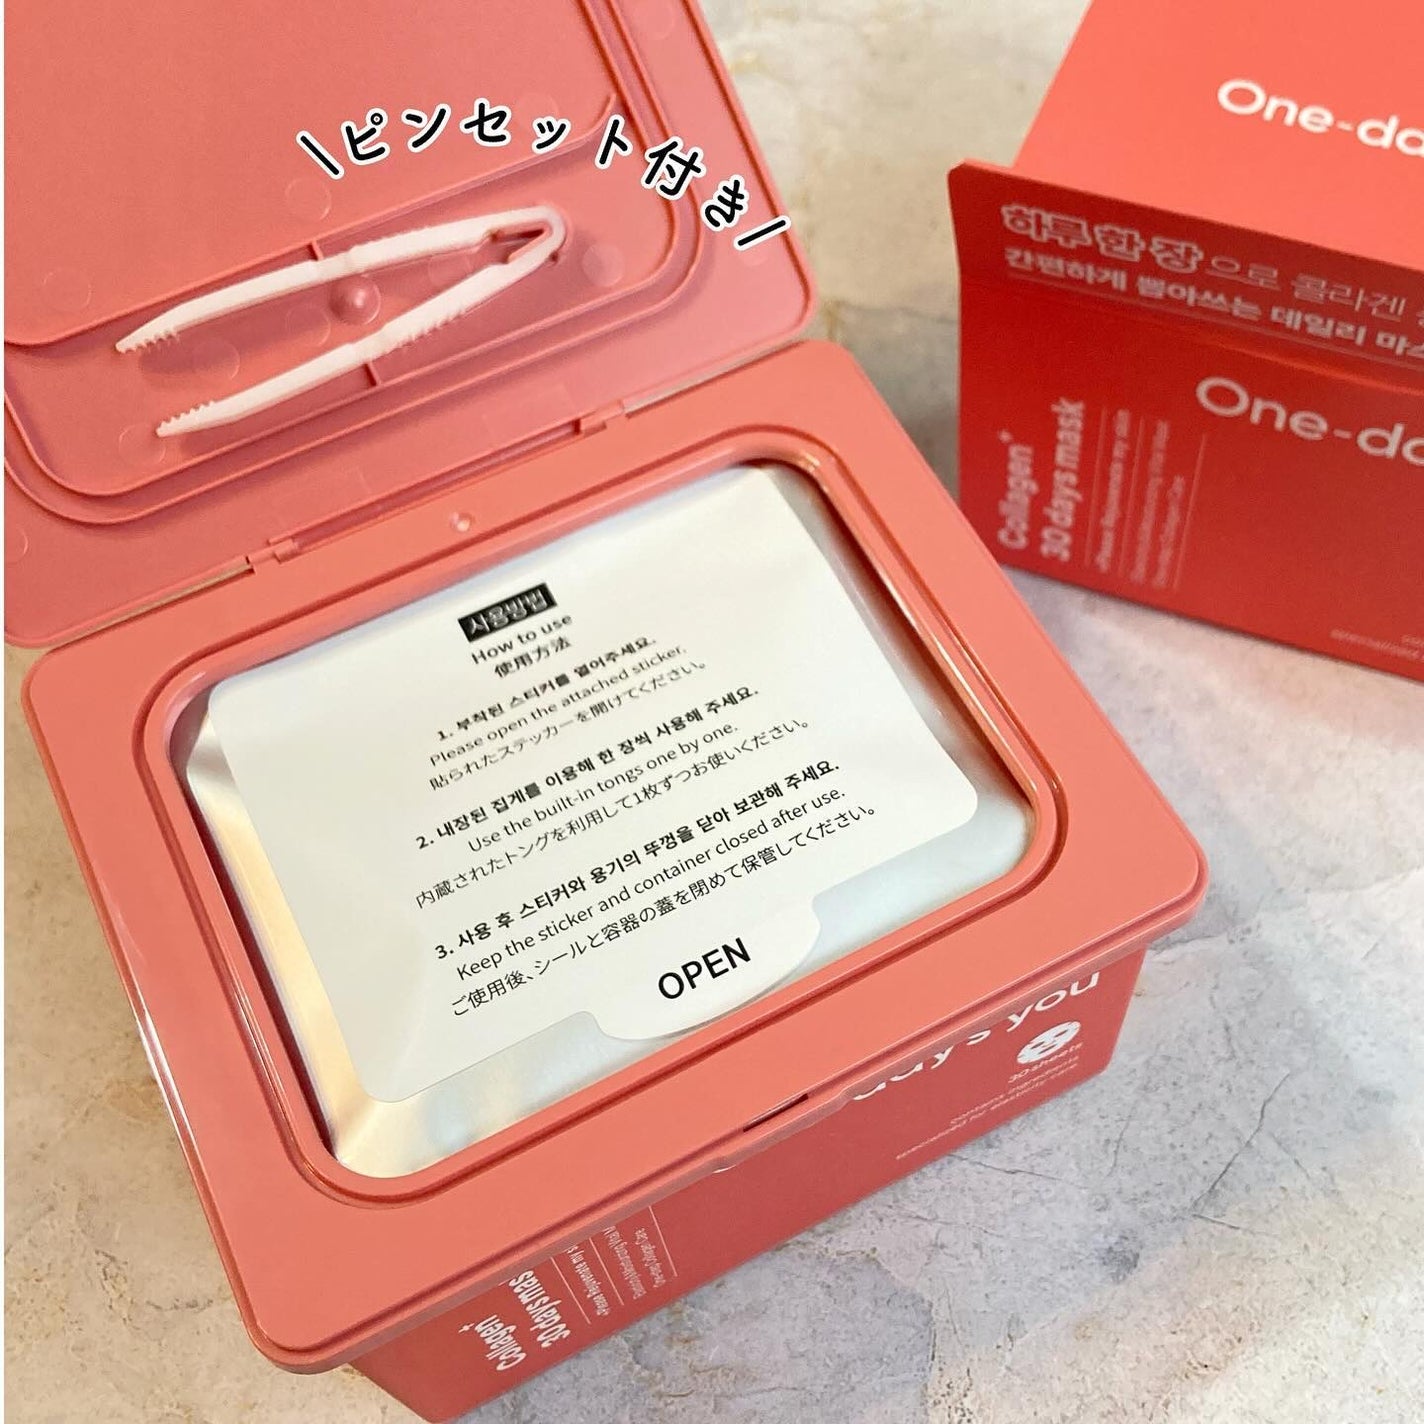 \ピンセット付き/
One-da
하루 한 장으로 콜라겐
간편하게 뽑아쓰는 데일리 마스
One-da
Collagen+
30 days mask
사용방법
How to use
使用方法
1. 부착된 스티커를 열어주세요.
Please open the attached sticker.
貼られたステッカーを開けてください。
2. 내장된 집게를 이용해 한 장씩 사용해 주세요.
Use the built-in tongs one by one.
内蔵されたトングを利用して1枚ずつお使いください。
3. 사용 후 스티커와 용기의 뚜껑을 닫아 보관해 주세요.
Keep the sticker and container closed after use.
ご使用後、シールと容器の蓋を閉めて保管してください。
OPEN
day's you
30 sheets
contains ingredients
specialized for elasticity care
Collagen+
30 days mas